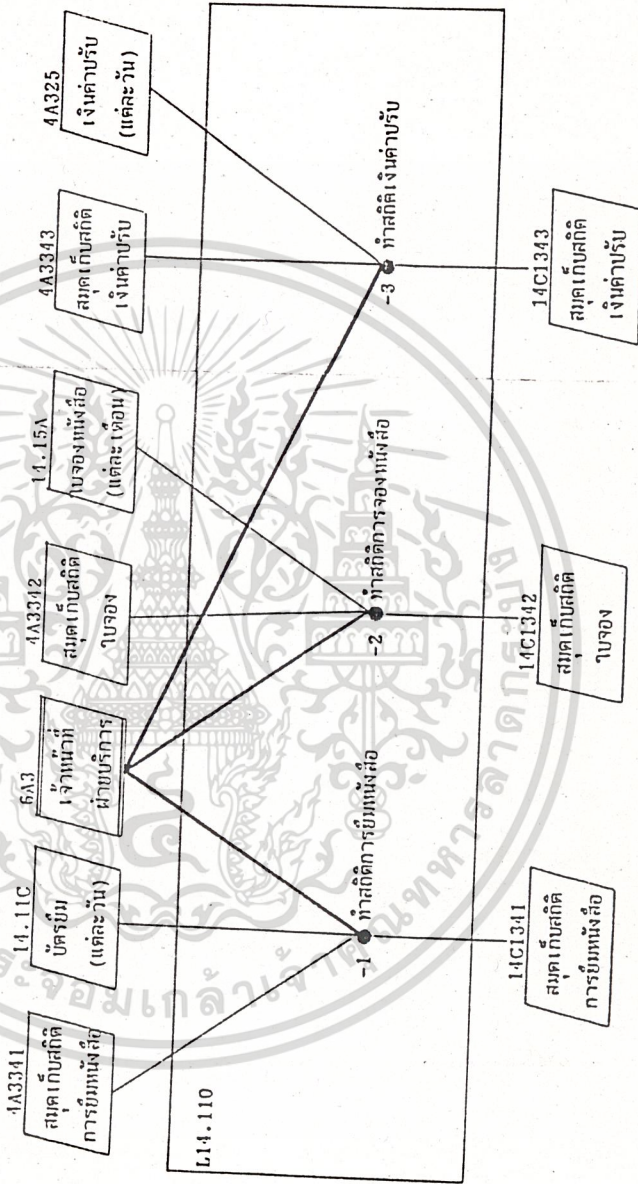 4A3341
สมุดเก็บสถิติ
การยืมหนังสือ
14.11C
บัตรยืม
(แต่ละวัน)
6A3
เจ้าหน้าที่
ฝ่ายบริการ
4A3342
สมุดเก็บสถิติ
ใบจอง
14.15A
ใบจองหนังสือ
(แต่ละเดือน)
4A3343
สมุดเก็บสถิติ
เงินค่าปรับ
4A325
เงินค่าปรับ
(แต่ละวัน)
L14.110
-1 ทำสถิติการยืมหนังสือ
-2 ทำสถิติการจองหนังสือ
-3 ทำสถิติเงินค่าปรับ
14C1341
สมุดเก็บสถิติ
การยืมหนังสือ
14C1342
สมุดเก็บสถิติ
ใบจอง
14C1343
สมุดเก็บสถิติ
เงินค่าปรับ